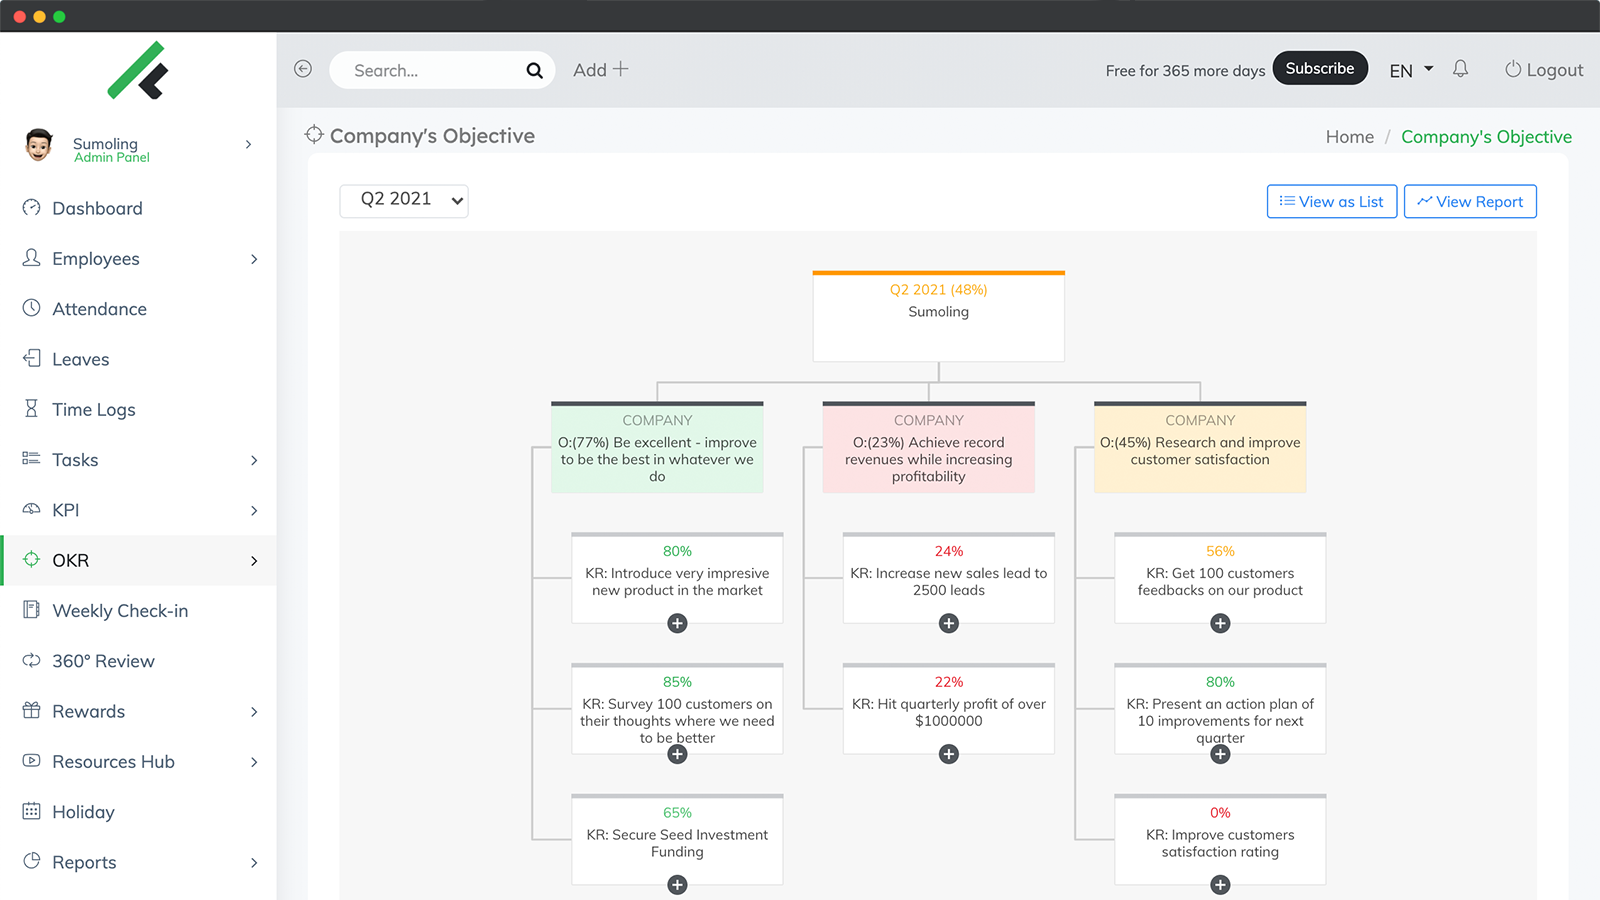 Search...
Add
Free for 365 more days
Subscribe
EN
Logout
Sumoling
Admin Panel
Dashboard
Employees
Attendance
Leaves
Time Logs
Tasks
KPI
OKR
Weekly Check-in
360° Review
Rewards
Resources Hub
Holiday
Reports
Company's Objective
Home / Company's Objective
Q2 2021
View as List
View Report
Q2 2021 (48%)
Sumoling
COMPANY
O:(77%) Be excellent - improve
to be the best in whatever we
do
80%
KR: Introduce very impresive
new product in the market
85%
KR: Survey 100 customers on
their thoughts where we need
to be better
65%
KR: Secure Seed Investment
Funding
COMPANY
O:(23%) Achieve record
revenues while increasing
profitability
24%
KR: Increase new sales lead to
2500 leads
22%
KR: Hit quarterly profit of over
$1000000
COMPANY
O:(45%) Research and improve
customer satisfaction
56%
KR: Get 100 customers
feedbacks on our product
80%
KR: Present an action plan of
10 improvements for next
quarter
0%
KR: Improve customers
satisfaction rating